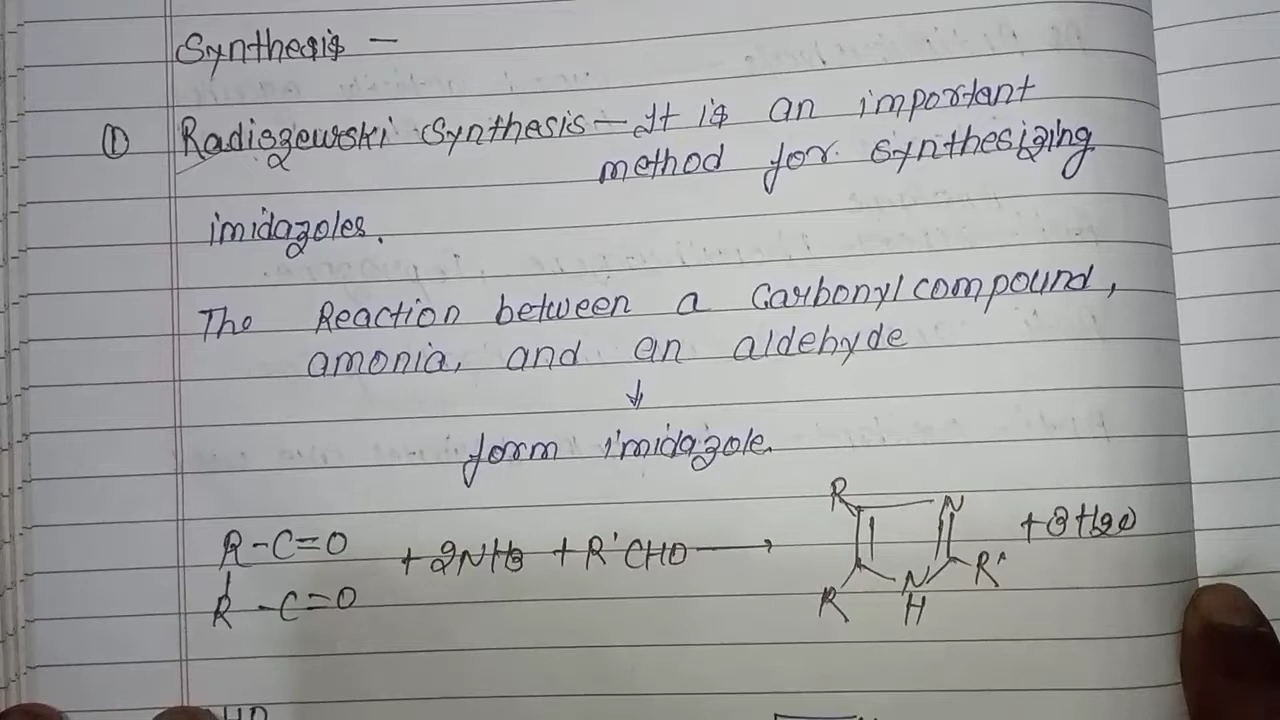 Synthesis —
① Radiszewski Synthesis — It is an important
method for synthesizing
imidazoles.
The Reaction between a Carbonyl compound,
amonia, and an aldehyde
↓
form imidazole.
R-C=O
R-C=O
+ 2NH3 + R'CHO →
R
N
R
N
H
R'
+ 3H2O